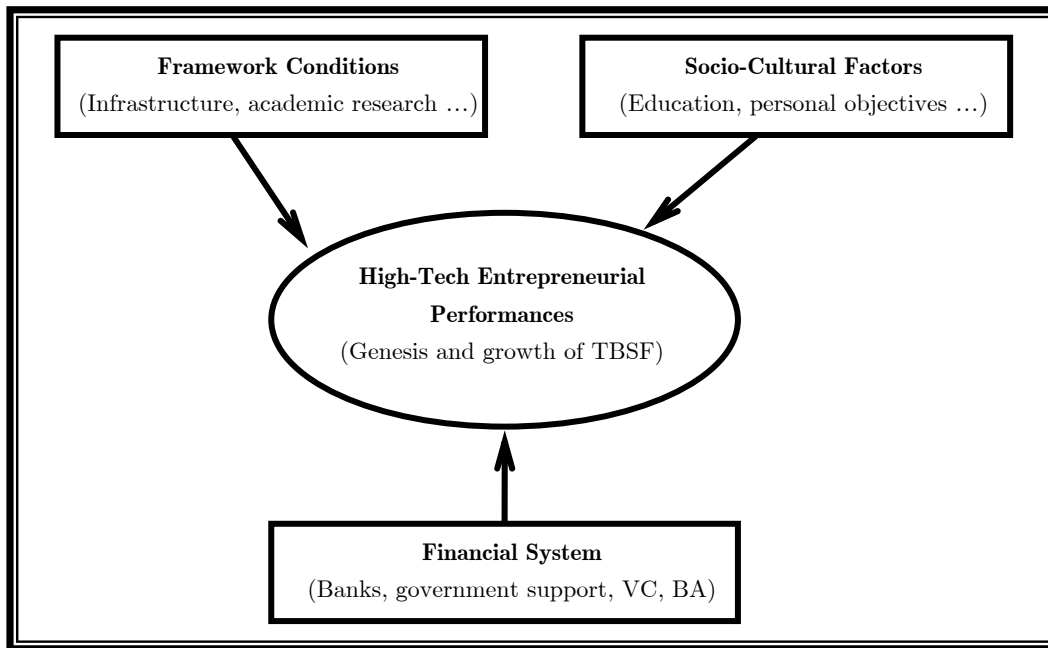 Framework Conditions
(Infrastructure, academic research …)
Socio-Cultural Factors
(Education, personal objectives …)
High-Tech Entrepreneurial
Performances
(Genesis and growth of TBSF)
Financial System
(Banks, government support, VC, BA)